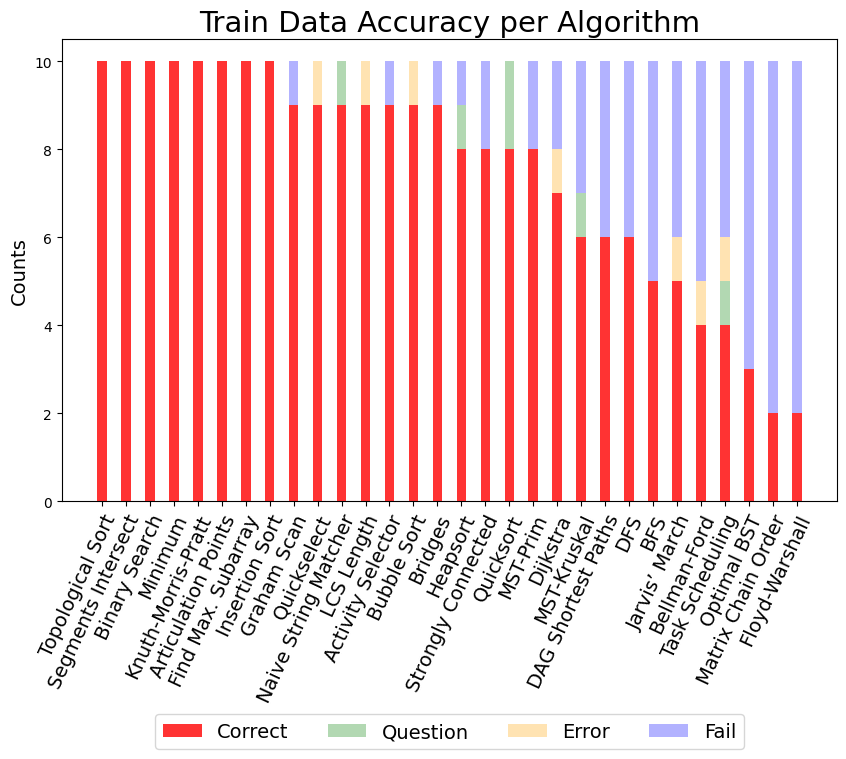 Train Data Accuracy per Algorithm
Counts
10
8
6
4
2
0
Topological Sort
Segments Intersect
Binary Search
Minimum
Knuth-Morris-Pratt
Articulation Points
Find Max. Subarray
Insertion Sort
Graham Scan
Quickselect
Naive String Matcher
LCS Length
Activity Selector
Bubble Sort
Bridges
Heapsort
Strongly Connected
Quicksort
MST-Prim
Dijkstra
MST-Kruskal
DAG Shortest Paths
DFS
BFS
Jarvis’ March
Bellman-Ford
Task Scheduling
Optimal BST
Matrix Chain Order
Floyd-Warshall
Correct
Question
Error
Fail